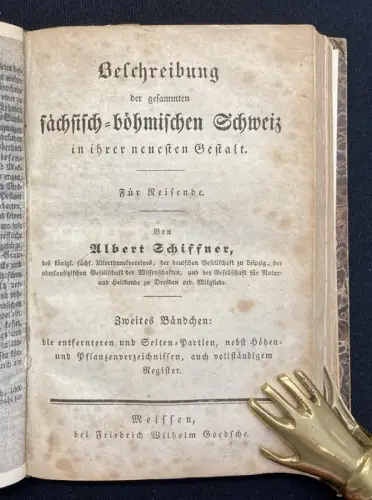 Beſchreibung
der geſammten
ſächſiſch-böhmiſchen Schweiz
in ihrer neueſten Geſtalt.
Für Reiſende.
Von
Albert Schiffner,
des königl. ſächſ. Alterthumsvereines, der deutſchen Geſellſchaft zu Leipzig, der
oberlauſitziſchen Geſellſchaft der Wiſſenſchaften, und der Geſellſchaft für Natur-
und Heilkunde zu Dresden ord. Mitgliede.
Zweites Bändchen:
die entfernteren und Seiten-Partien, nebſt Höhen-
und Pflanzenverzeichniſſen, auch vollſtändigem
Regiſter.
Meiſſen,
bei Friedrich Wilhelm Goedſche.